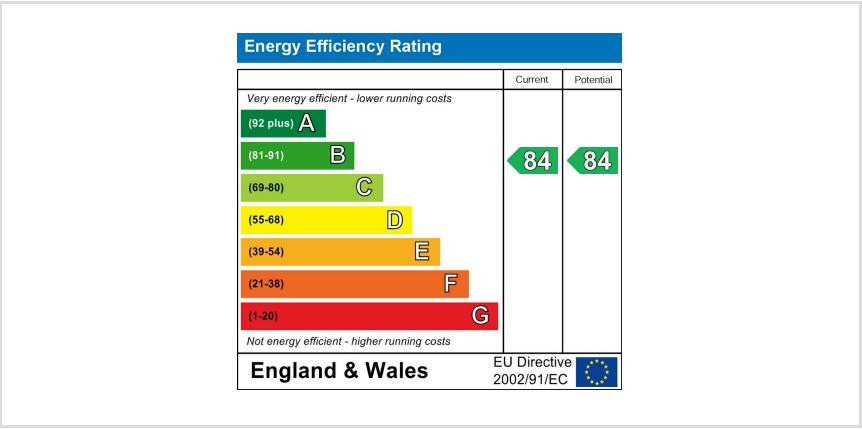 Energy Efficiency Rating
Current Potential
Very energy efficient - lower running costs
(92 plus) A
(81-91) B 84 84
(69-80) C
(55-68) D
(39-54) E
(21-38) F
(1-20) G
Not energy efficient - higher running costs
England & Wales
EU Directive
2002/91/EC